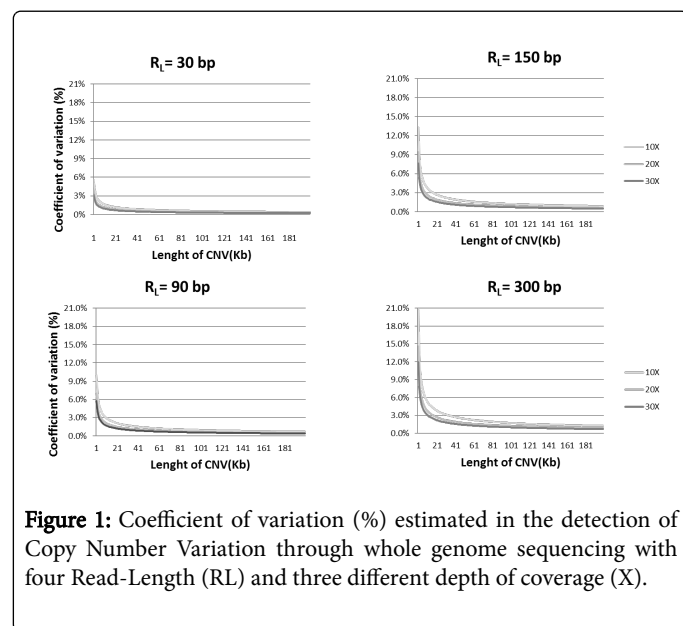 R_L= 30 bp
Coefficient of variation (%)
21%
18%
15%
12%
9%
6%
3%
0%
1 21 41 61 81 101 121 141 161 181
Lenght of CNV(Kb)
R_L= 150 bp
21.0%
18.0%
15.0%
12.0%
9.0%
6.0%
3.0%
0.0%
1 21 41 61 81 101 121 141 161 181
Lenght of CNV(Kb)
10X
20X
30X
R_L= 90 bp
Coefficient of variation (%)
21.0%
18.0%
15.0%
12.0%
9.0%
6.0%
3.0%
0.0%
1 21 41 61 81 101 121 141 161 181
Lenght of CNV(Kb)
R_L= 300 bp
21.0%
18.0%
15.0%
12.0%
9.0%
6.0%
3.0%
0.0%
1 21 41 61 81 101 121 141 161 181
Lenght of CNV(Kb)
10X
20X
30X
Figure 1: Coefficient of variation (%) estimated in the detection of
Copy Number Variation through whole genome sequencing with
four Read-Length (RL) and three different depth of coverage (X).